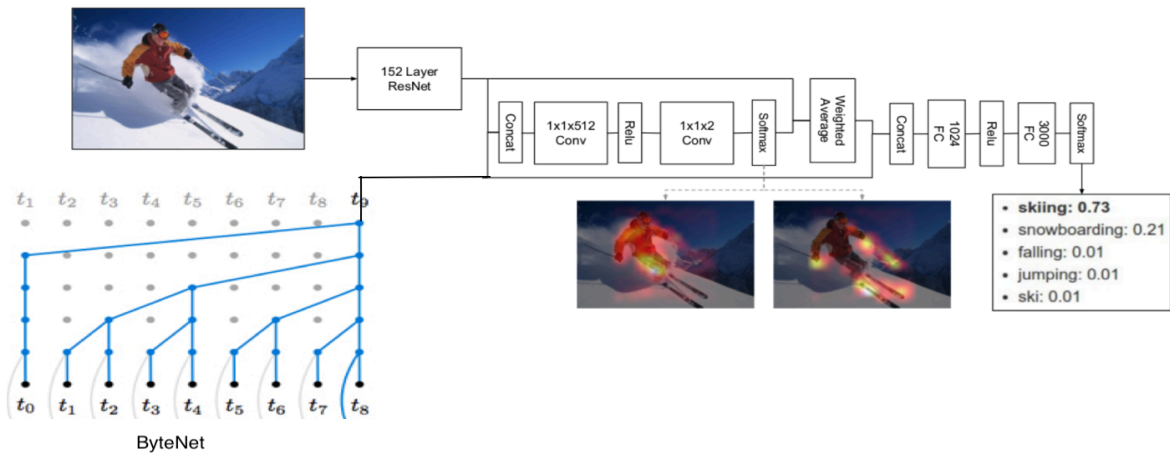 152 Layer
ResNet
Concat
1x1x512
Conv
Relu
1x1x2
Conv
Softmax
Weighted
Average
Concat
1024
FC
Relu
3000
FC
Softmax
t₁ t₂ t₃ t₄ t₅ t₆ t₇ t₈ t₉
• skiing: 0.73
• snowboarding: 0.21
• falling: 0.01
• jumping: 0.01
• ski: 0.01
t₀ t₁ t₂ t₃ t₄ t₅ t₆ t₇ t₈
ByteNet